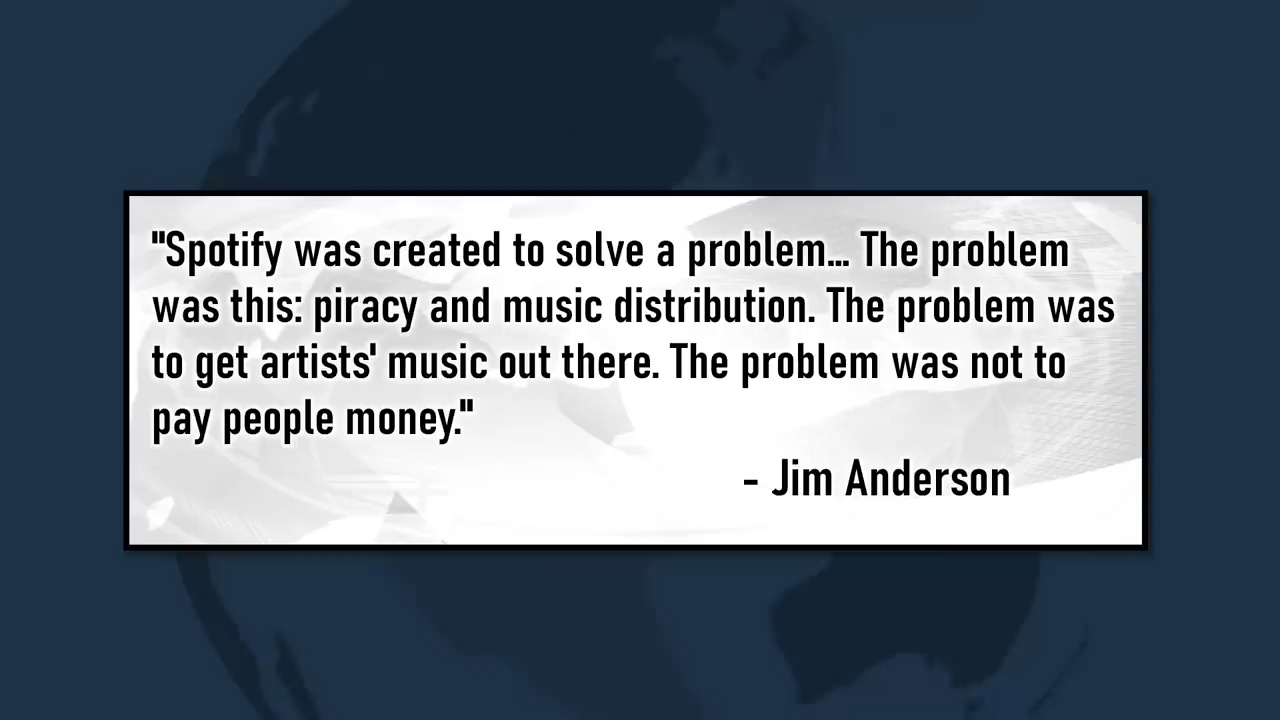 "Spotify was created to solve a problem... The problem
was this: piracy and music distribution. The problem was
to get artists' music out there. The problem was not to
pay people money."
- Jim Anderson